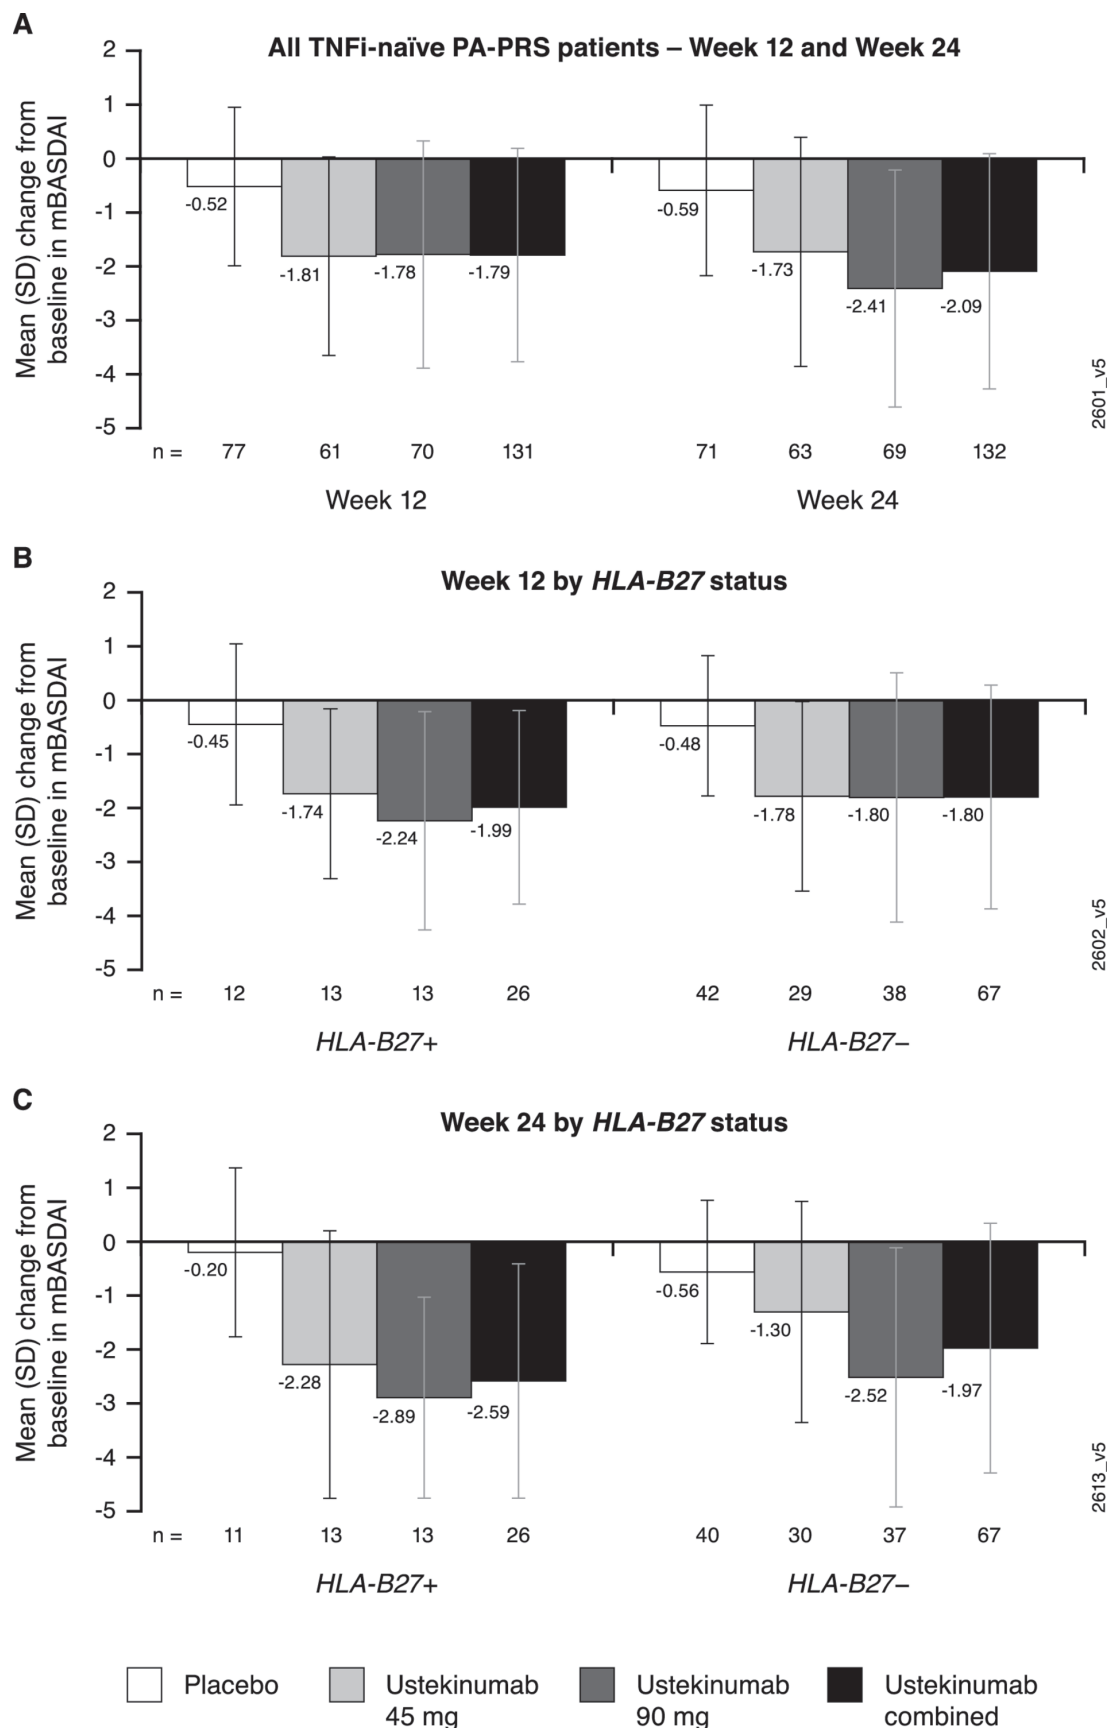 A
All TNFi-naïve PA-PRS patients – Week 12 and Week 24
Mean (SD) change from
baseline in mBASDAI
2
1
0
-1
-2
-3
-4
-5
-0.52
-1.81
-1.78
-1.79
-0.59
-1.73
-2.41
-2.09
n =
77
61
70
131
71
63
69
132
Week 12
Week 24
2601_v5
B
Week 12 by HLA-B27 status
Mean (SD) change from
baseline in mBASDAI
2
1
0
-1
-2
-3
-4
-5
-0.45
-1.74
-2.24
-1.99
-0.48
-1.78
-1.80
-1.80
n =
12
13
13
26
42
29
38
67
HLA-B27+
HLA-B27–
2602_v5
C
Week 24 by HLA-B27 status
Mean (SD) change from
baseline in mBASDAI
2
1
0
-1
-2
-3
-4
-5
-0.20
-2.28
-2.89
-2.59
-0.56
-1.30
-2.52
-1.97
n =
11
13
13
26
40
30
37
67
HLA-B27+
HLA-B27–
2613_v5
Placebo
Ustekinumab
45 mg
Ustekinumab
90 mg
Ustekinumab
combined